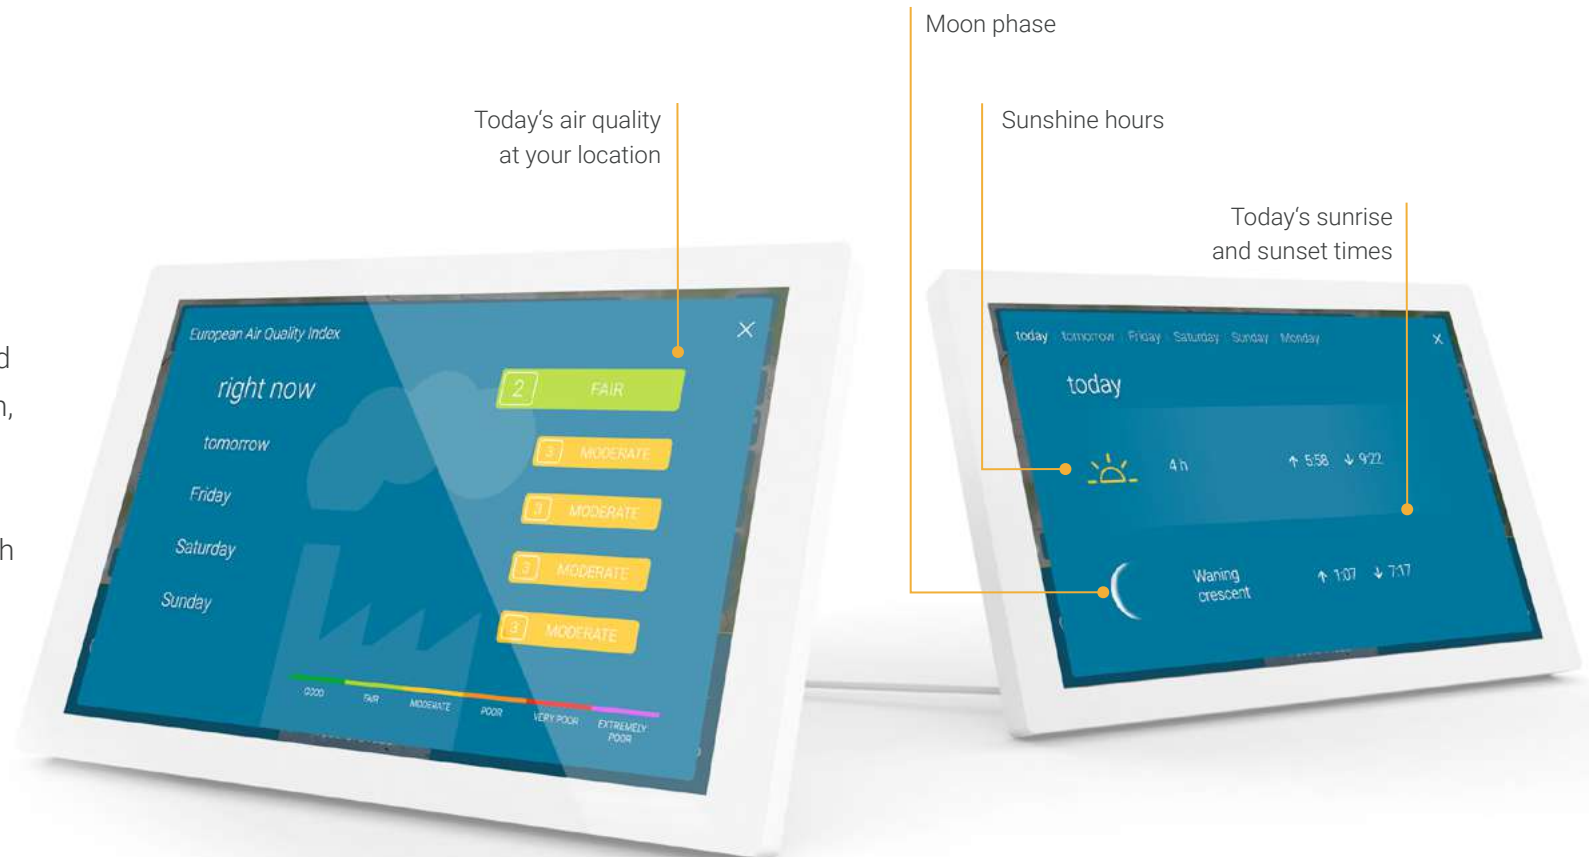 Moon phase
Today‘s air quality
at your location
Sunshine hours
Today‘s sunrise
and sunset times
d
n,
th
European Air Quality Index
right now
2 FAIR
tomorrow
3 MODERATE
Friday
3 MODERATE
Saturday
3 MODERATE
Sunday
3 MODERATE
GOOD FAIR MODERATE POOR VERY POOR EXTREMELY
POOR
today tomorrow Friday Saturday Sunday Monday
today
4 h ↑ 5:58 ↓ 9:22
Waning
crescent
↑ 1:07 ↓ 7:17